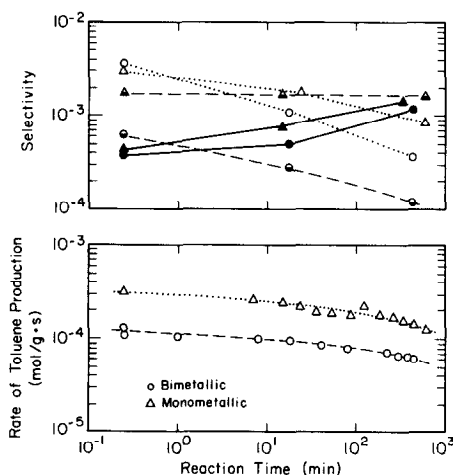 10⁻²
10⁻³
10⁻⁴
Selectivity
10⁻³
10⁻⁴
10⁻⁵
Rate of Toluene Production
(mol/g·s)
Bimetallic
Monometallic
10⁻¹ 10⁰ 10¹ 10² 10³
Reaction Time (min)